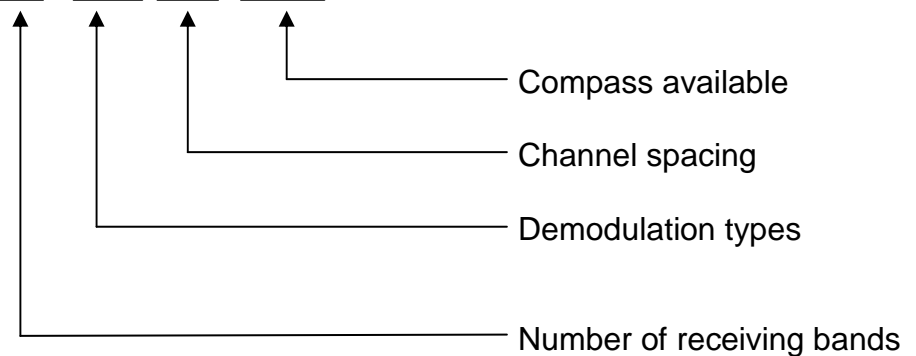 Compass available
Channel spacing
Demodulation types
Number of receiving bands